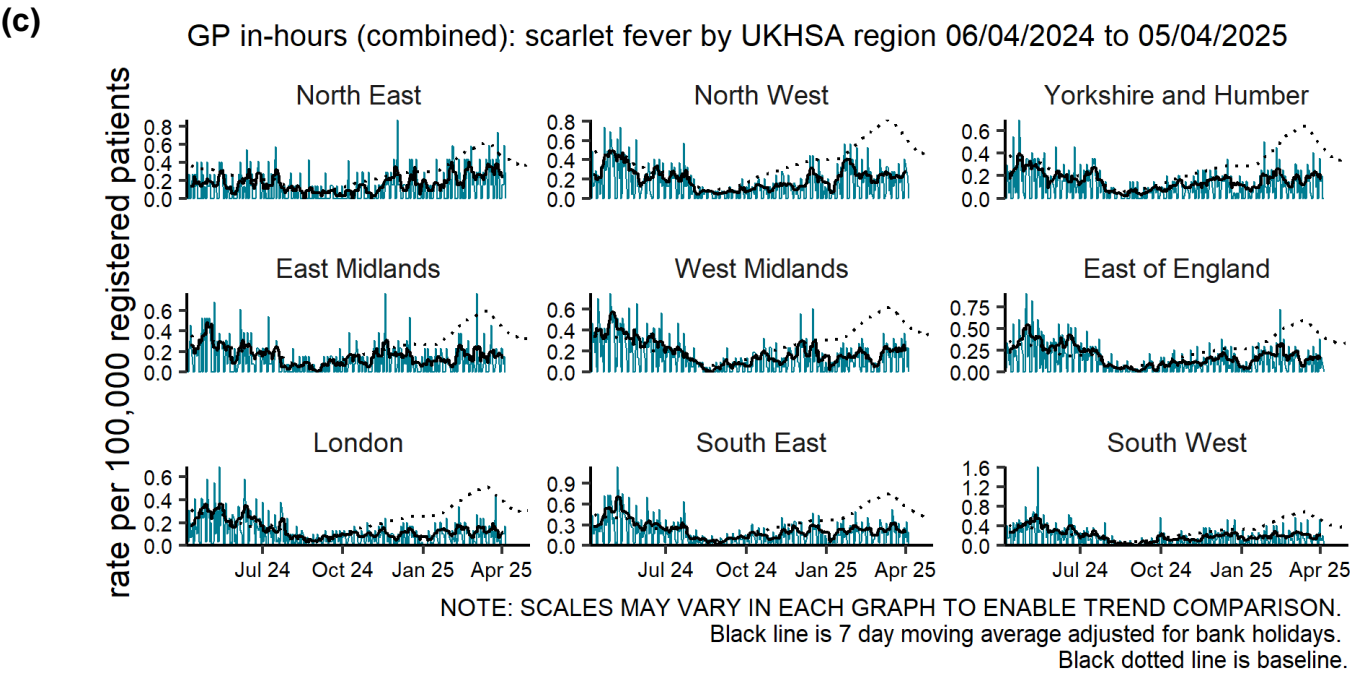 (c)
GP in-hours (combined): scarlet fever by UKHSA region 06/04/2024 to 05/04/2025
rate per 100,000 registered patients
North East
0.8
0.6
0.4
0.2
0.0
North West
0.8
0.6
0.4
0.2
0.0
Yorkshire and Humber
0.6
0.4
0.2
0.0
East Midlands
0.6
0.4
0.2
0.0
West Midlands
0.6
0.4
0.2
0.0
East of England
0.75
0.50
0.25
0.00
London
0.6
0.4
0.2
0.0
South East
0.9
0.6
0.3
0.0
South West
1.6
1.2
0.8
0.4
0.0
Jul 24 Oct 24 Jan 25 Apr 25
Jul 24 Oct 24 Jan 25 Apr 25
Jul 24 Oct 24 Jan 25 Apr 25
NOTE: SCALES MAY VARY IN EACH GRAPH TO ENABLE TREND COMPARISON.
Black line is 7 day moving average adjusted for bank holidays.
Black dotted line is baseline.